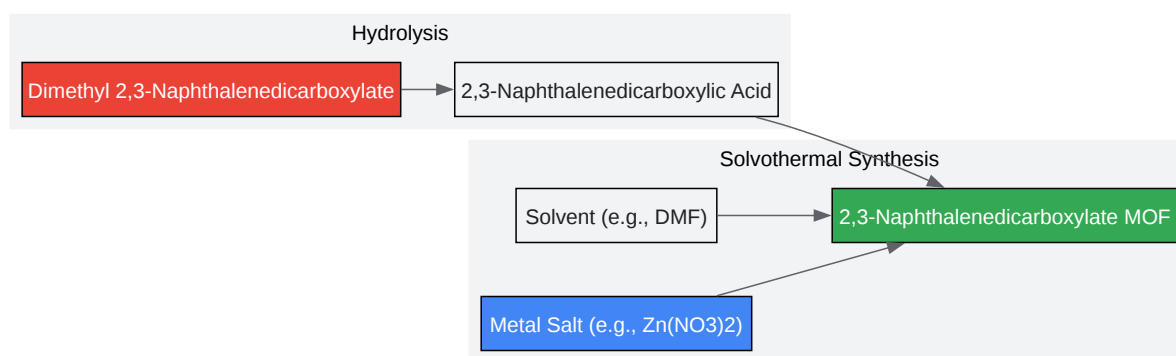 Hydrolysis
Dimethyl 2,3-Naphthalenedicarboxylate
2,3-Naphthalenedicarboxylic Acid
Solvothermal Synthesis
Solvent (e.g., DMF)
2,3-Naphthalenedicarboxylate MOF
Metal Salt (e.g., Zn(NO3)2)